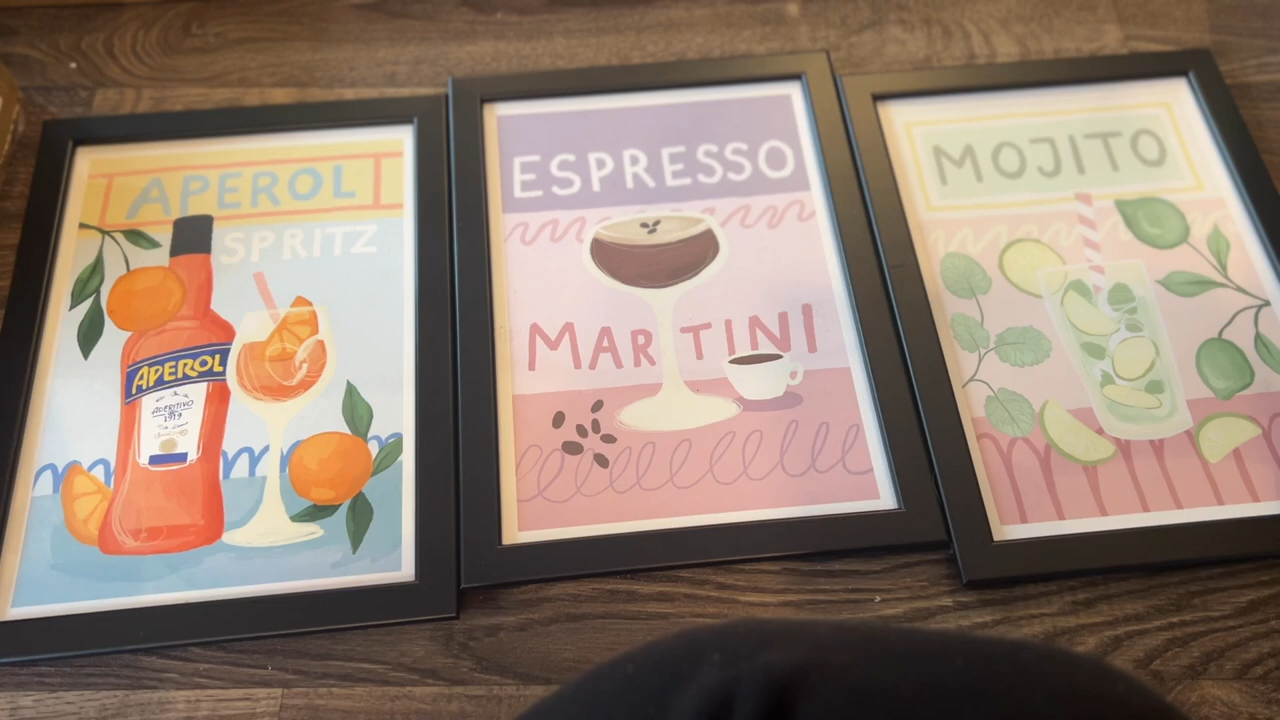 APEROL
SPRITZ
APEROL
APERITIVO
1919
ESPRESSO
MARTINI
MOJITO